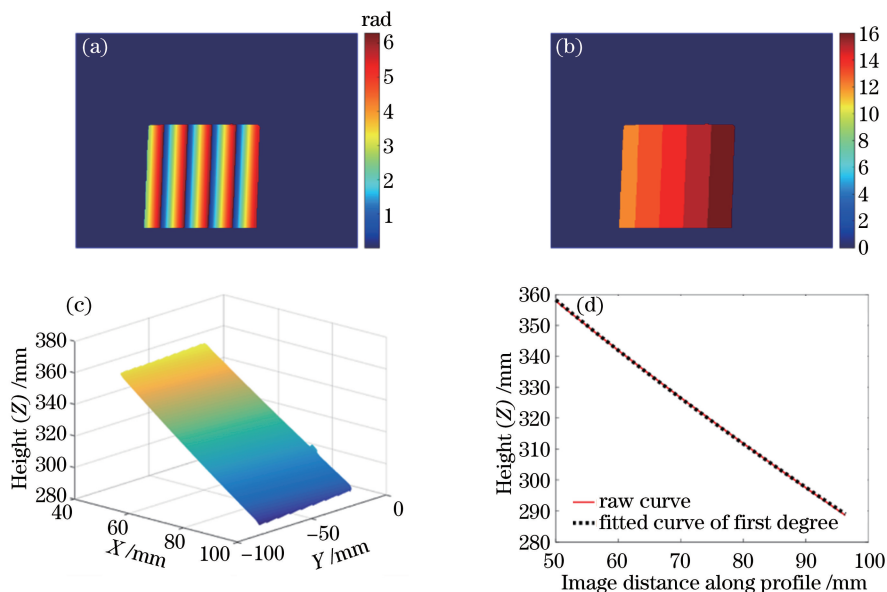 (a)
rad
6
5
4
3
2
1
(b)
16
14
12
10
8
6
4
2
0
(c)
Height (Z) /mm
380
360
340
320
300
280
40
60
80
100
X/mm
−100
−50
0
Y/mm
(d)
Height (Z) /mm
360
350
340
330
320
310
300
290
280
raw curve
fitted curve of first degree
50 60 70 80 90 100
Image distance along profile /mm